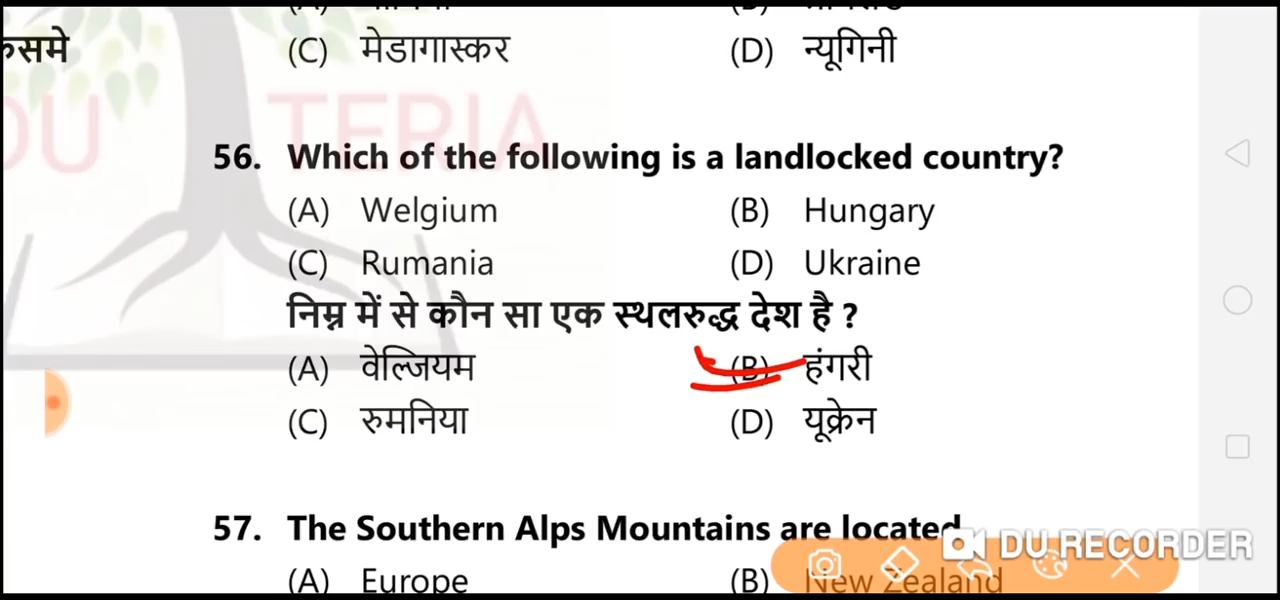 कसमे
(C) मेडागास्कर (D) न्यूगिनी
56. Which of the following is a landlocked country?
(A) Welgium (B) Hungary
(C) Rumania (D) Ukraine
निम्न में से कौन सा एक स्थलरुद्ध देश है ?
(A) वेल्जियम (B) हंगरी
(C) रुमनिया (D) यूक्रेन
57. The Southern Alps Mountains are located
(A) Europe (B) New Zealand
DU RECORDER
TERIA